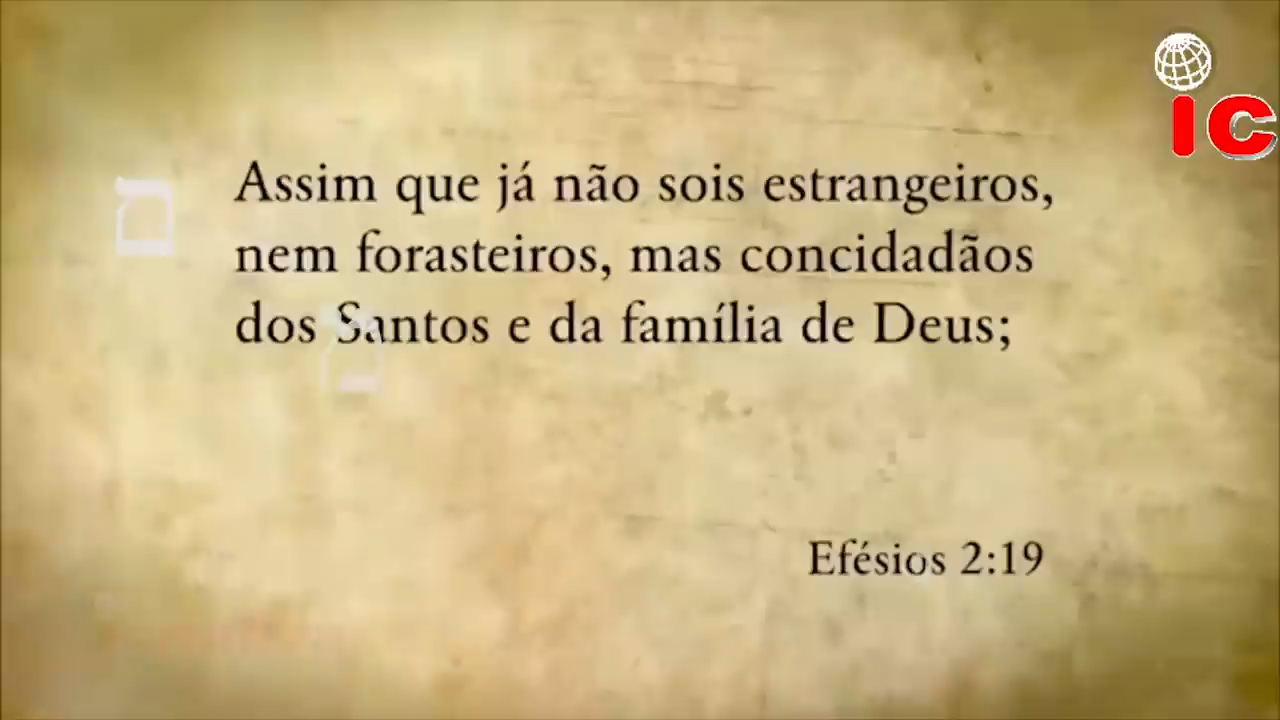 IC
Assim que já não sois estrangeiros,
nem forasteiros, mas concidadãos
dos Santos e da família de Deus;
Efésios 2:19